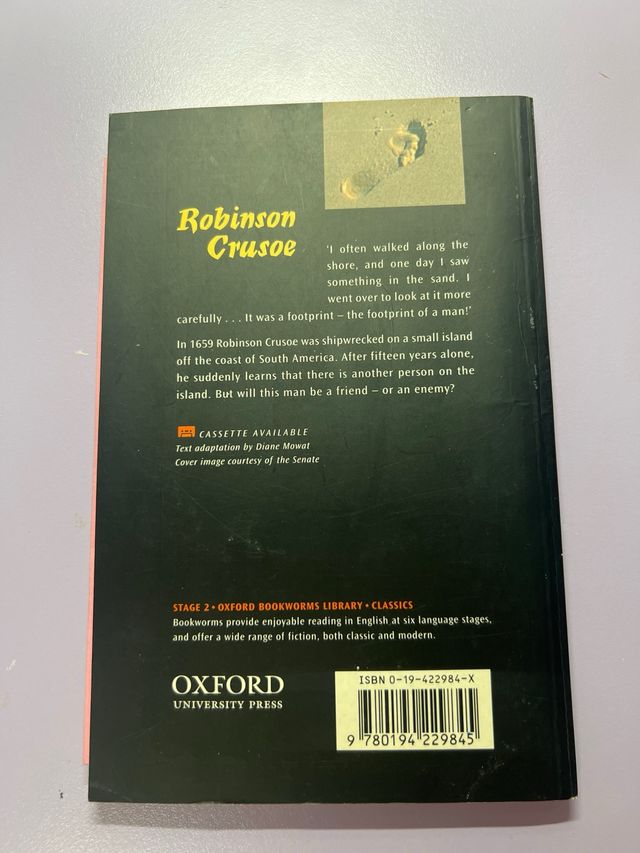 Robinson
Crusoe
'I often walked along the
shore, and one day I saw
something in the sand. I
went over to look at it more
carefully . . . It was a footprint – the footprint of a man!'
In 1659 Robinson Crusoe was shipwrecked on a small island
off the coast of South America. After fifteen years alone,
he suddenly learns that there is another person on the
island. But will this man be a friend – or an enemy?
CASSETTE AVAILABLE
Text adaptation by Diane Mowat
Cover image courtesy of the Senate
STAGE 2 • OXFORD BOOKWORMS LIBRARY • CLASSICS
Bookworms provide enjoyable reading in English at six language stages,
and offer a wide range of fiction, both classic and modern.
OXFORD
UNIVERSITY PRESS
ISBN 0-19-422984-X
9 780194 229845